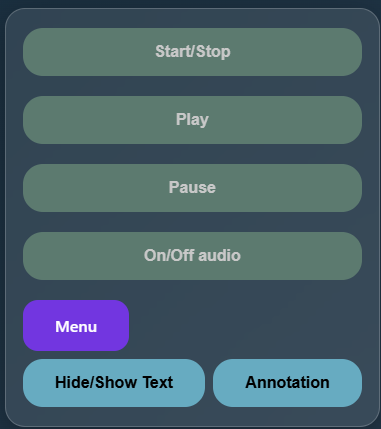 Start/Stop
Play
Pause
On/Off audio
Menu
Hide/Show Text
Annotation